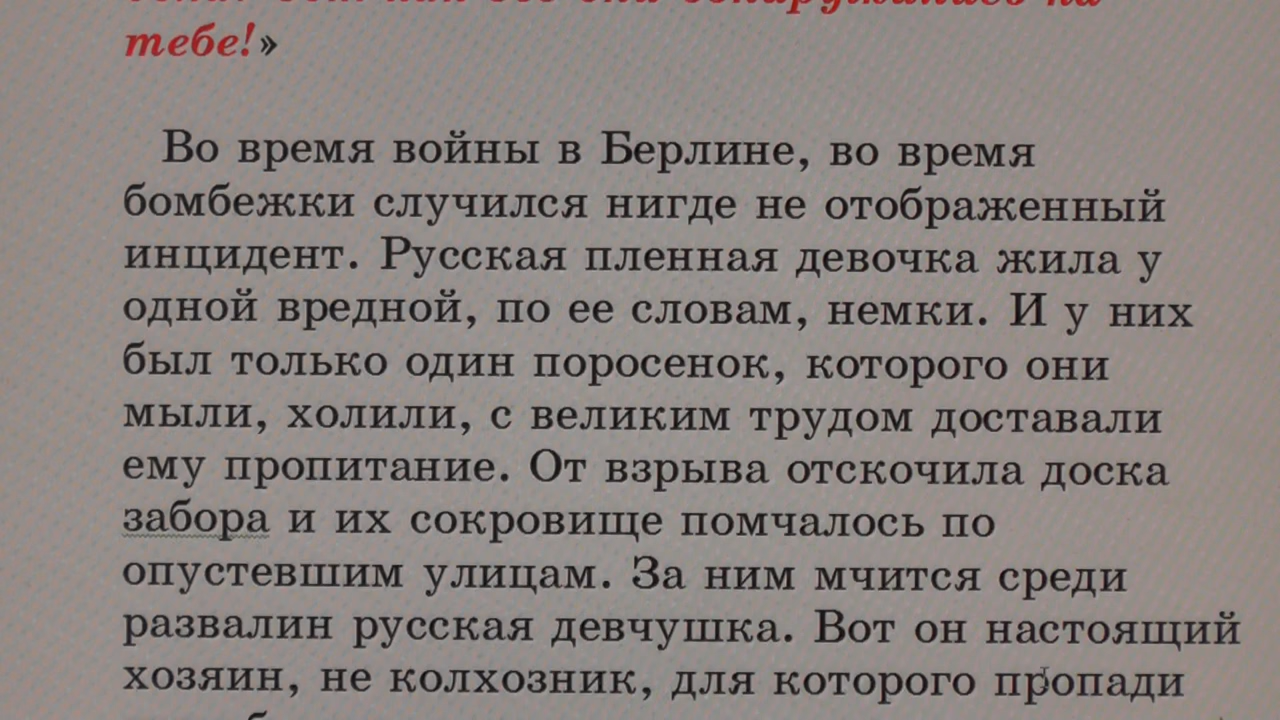 тебе!»
Во время войны в Берлине, во время
бомбежки случился нигде не отображенный
инцидент. Русская пленная девочка жила у
одной вредной, по ее словам, немки. И у них
был только один поросенок, которого они
мыли, холили, с великим трудом доставали
ему пропитание. От взрыва отскочила доска
забора и их сокровище помчалось по
опустевшим улицам. За ним мчится среди
развалин русская девчушка. Вот он настоящий
хозяин, не колхозник, для которого пропади